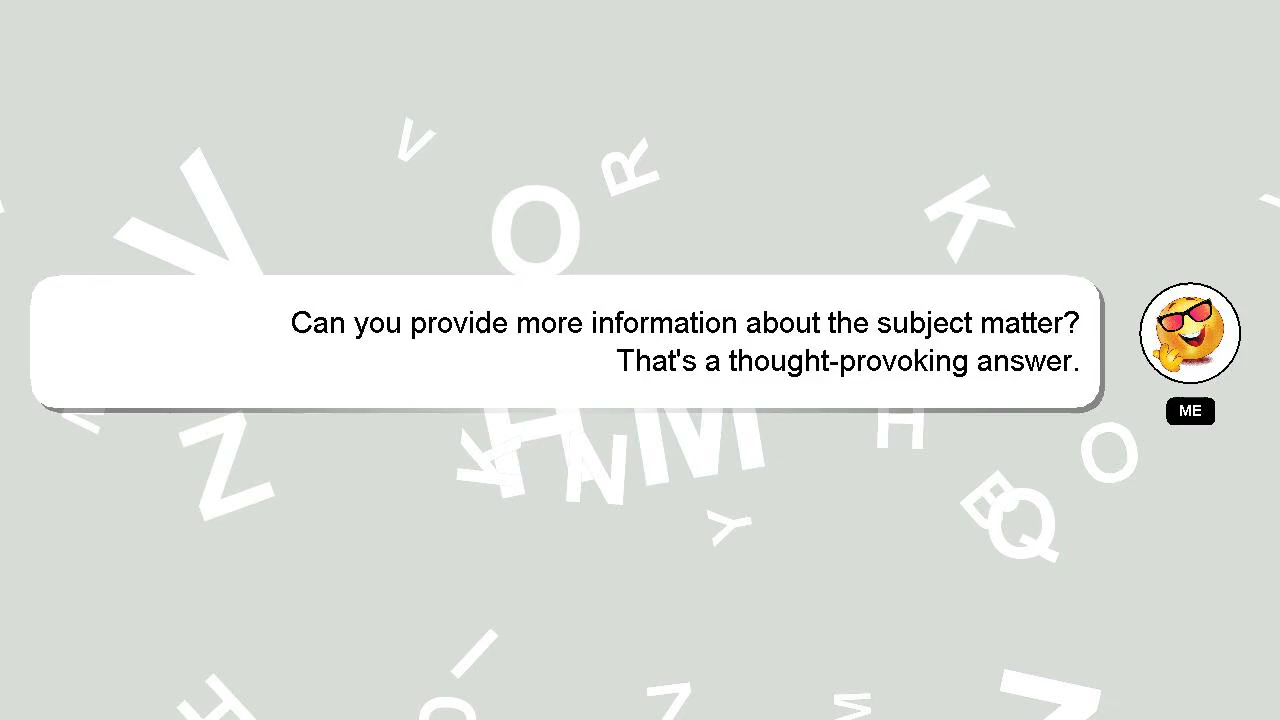 Can you provide more information about the subject matter?
That's a thought-provoking answer.
ME
V
O
R
K
V
Z
K
H
N
M
H
Y
B
Q
O
H
I
O
Z
M